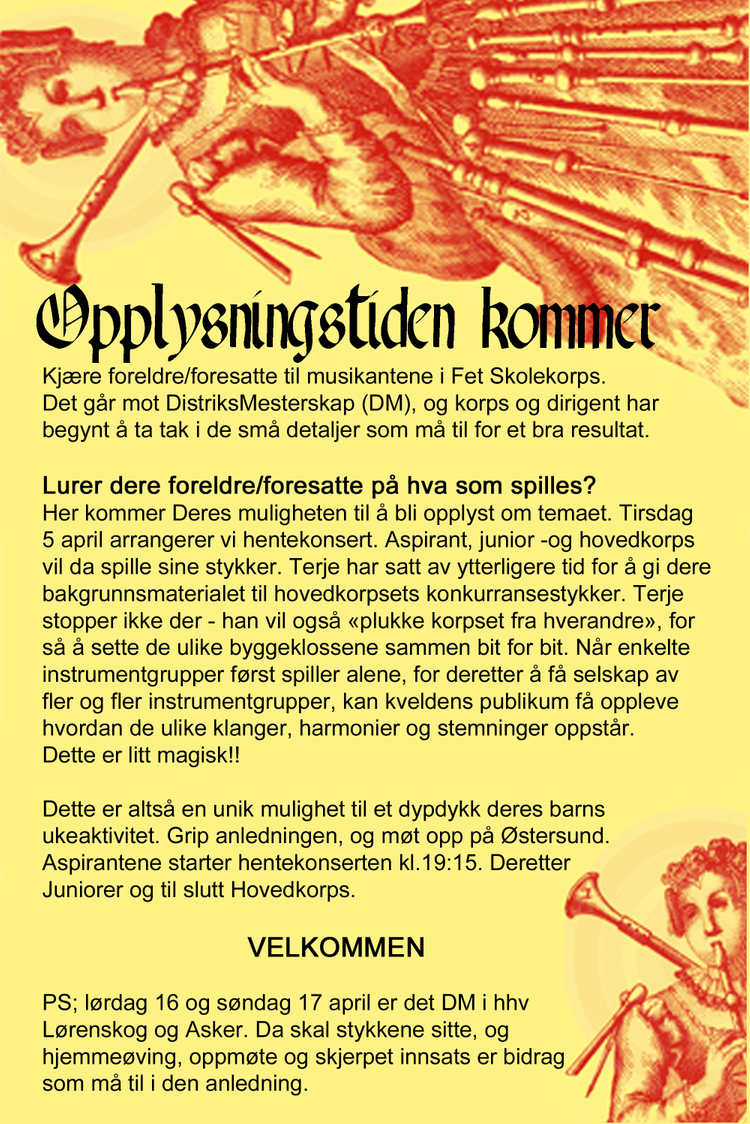 Opplysningstiden kommer
Kjære foreldre/foresatte til musikantene i Fet Skolekorps.
Det går mot DistriksMesterskap (DM), og korps og dirigent har
begynt å ta tak i de små detaljer som må til for et bra resultat.
Lurer dere foreldre/foresatte på hva som spilles?
Her kommer Deres muligheten til å bli opplyst om temaet. Tirsdag
5 april arrangerer vi hentekonsert. Aspirant, junior -og hovedkorps
vil da spille sine stykker. Terje har satt av ytterligere tid for å gi dere
bakgrunnsmaterialet til hovedkorpsets konkurransestykker. Terje
stopper ikke der - han vil også «plukke korpset fra hverandre», for
så å sette de ulike byggeklossene sammen bit for bit. Når enkelte
instrumentgrupper først spiller alene, for deretter å få selskap av
fler og fler instrumentgrupper, kan kveldens publikum få oppleve
hvordan de ulike klanger, harmonier og stemninger oppstår.
Dette er litt magisk!!
Dette er altså en unik mulighet til et dypdykk deres barns
ukeaktivitet. Grip anledningen, og møt opp på Østersund.
Aspirantene starter hentekonserten kl.19:15. Deretter
Juniorer og til slutt Hovedkorps.
VELKOMMEN
PS; lørdag 16 og søndag 17 april er det DM i hhv
Lørenskog og Asker. Da skal stykkene sitte, og
hjemmeøving, oppmøte og skjerpet innsats er bidrag
som må til i den anledning.